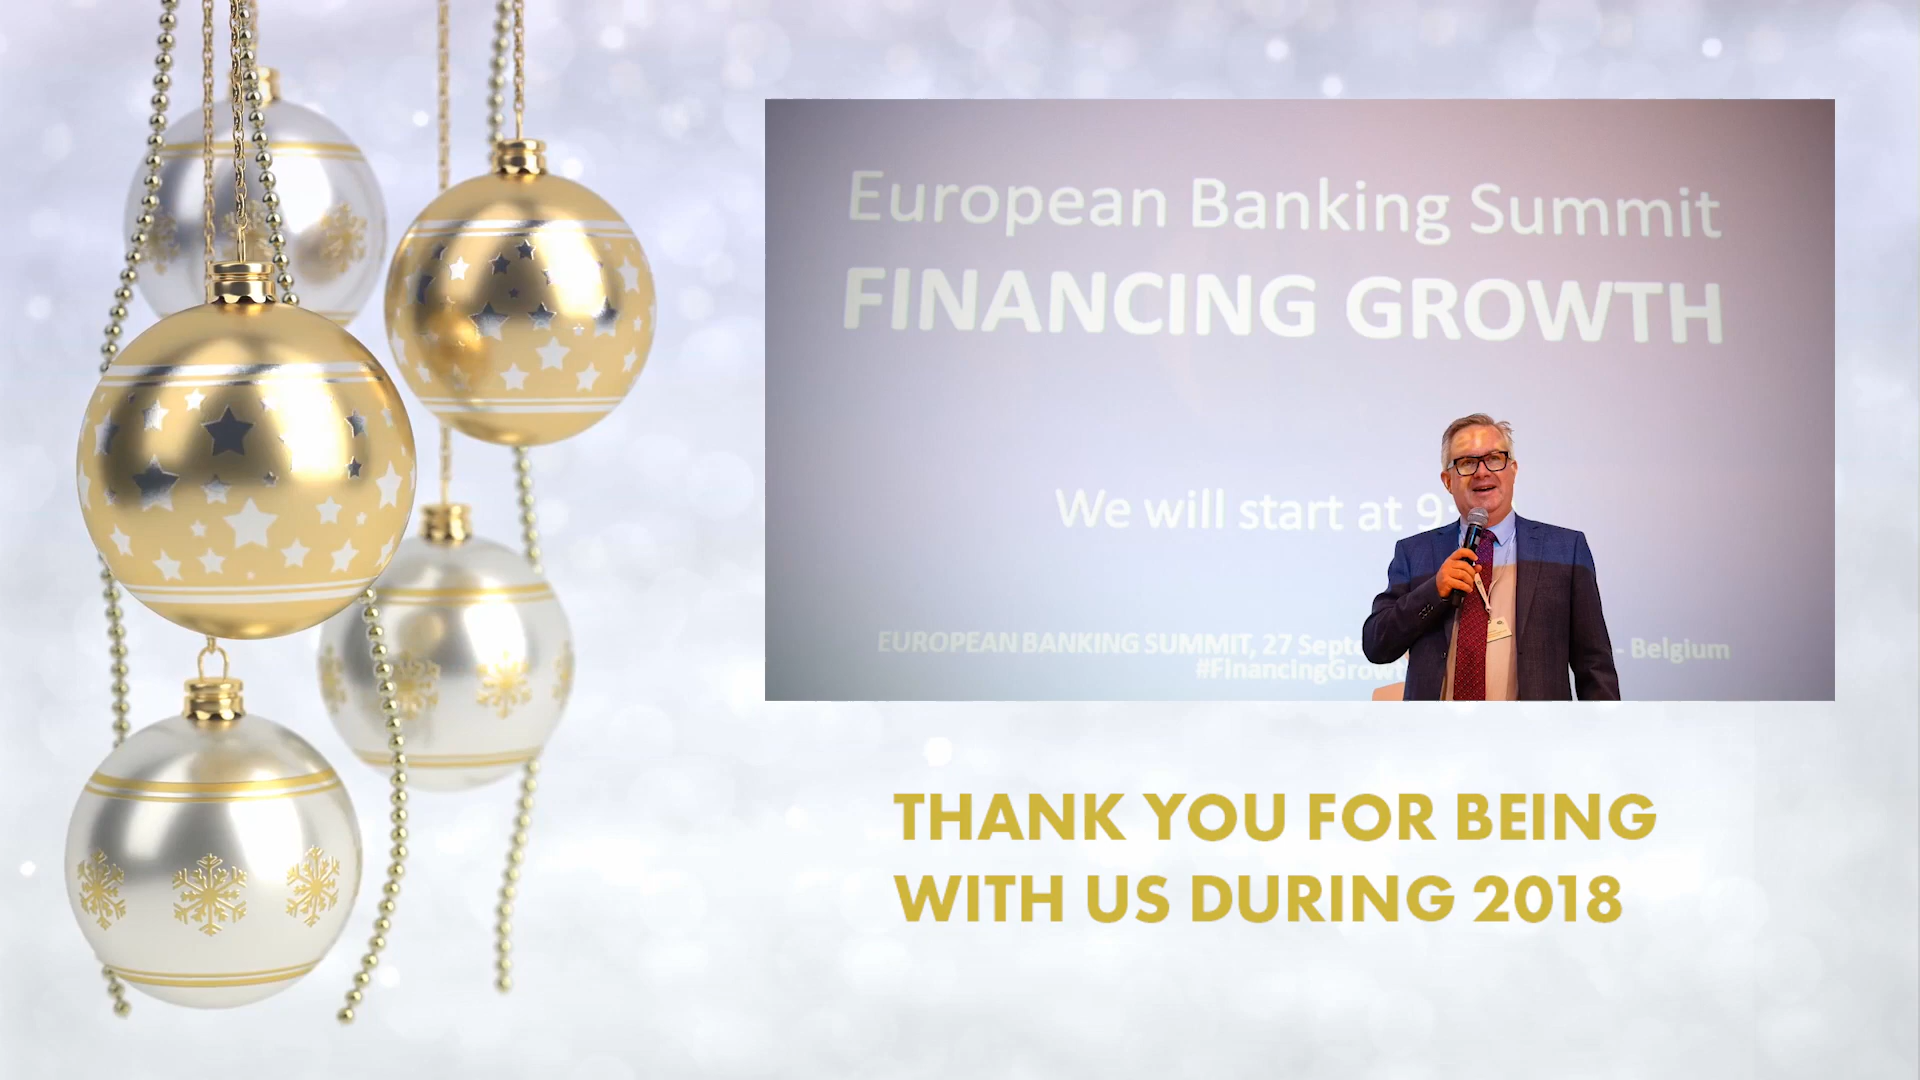 European Banking Summit
FINANCING GROWTH
We will start at
EUROPEAN BANKING SUMMIT, 27 - Belgium
THANK YOU FOR BEING
WITH US DURING 2018